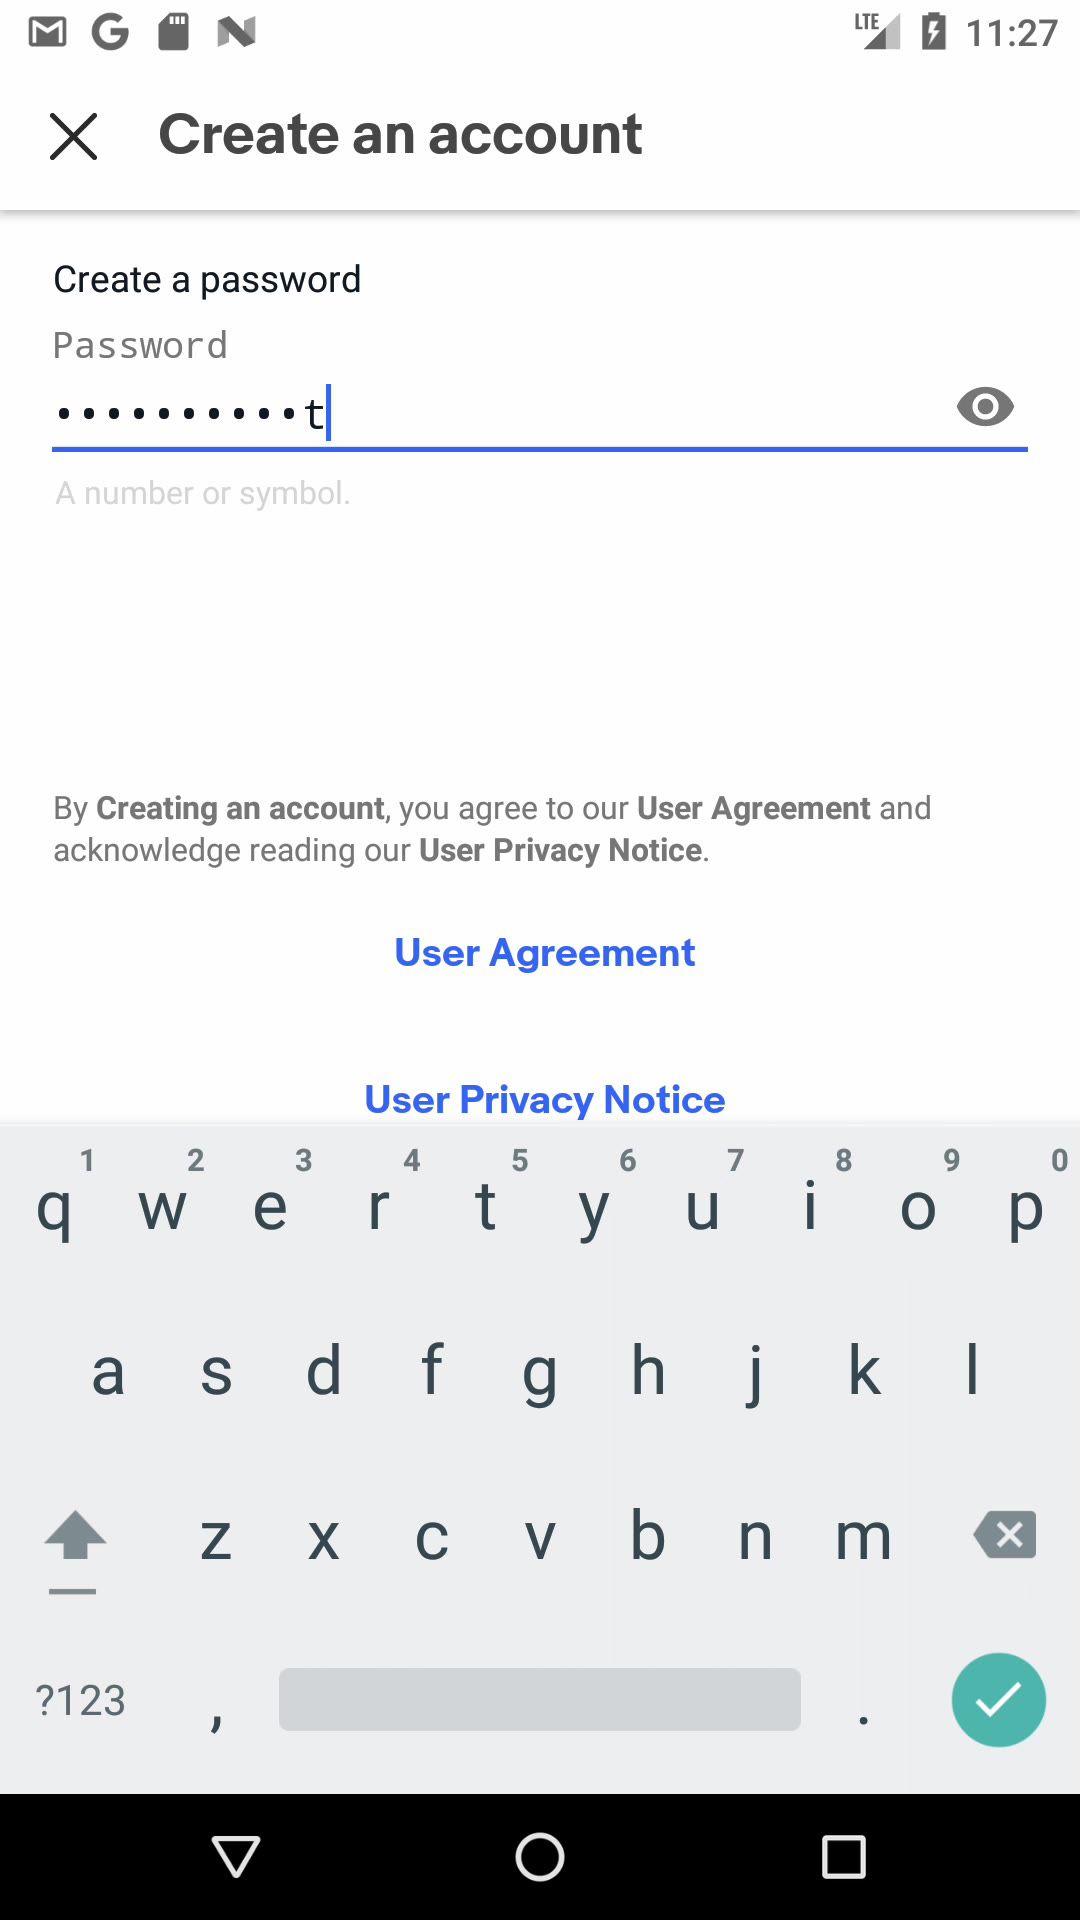 LTE 11:27
Create an account
Create a password
Password
••••••••••t
A number or symbol.
By Creating an account, you agree to our User Agreement and
acknowledge reading our User Privacy Notice.
User Agreement
User Privacy Notice
1 2 3 4 5 6 7 8 9 0
q w e r t y u i o p
a s d f g h j k l
z x c v b n m
?123 , .